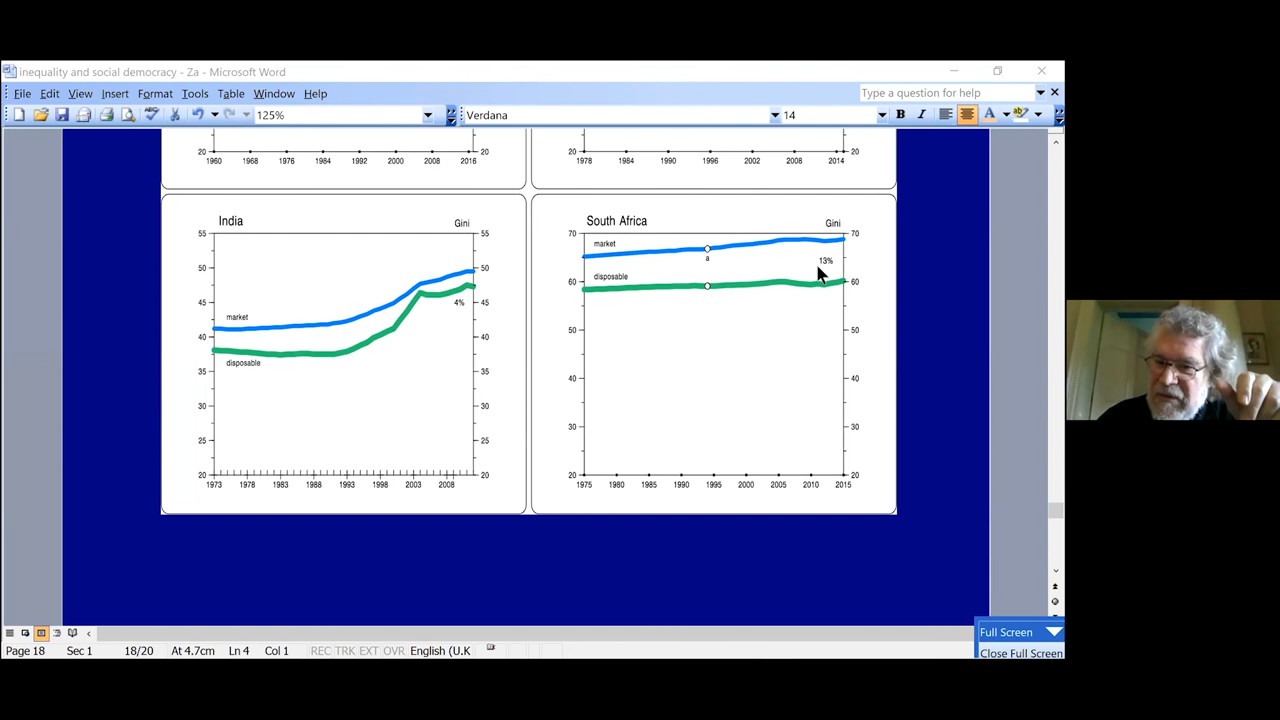 inequality and social democracy - Za - Microsoft Word
File Edit View Insert Format Tools Table Window Help
Type a question for help
125%
Verdana
14
B I A ab
20 20
1960 1968 1976 1984 1992 2000 2008 2016
20 20
1978 1984 1990 1996 2002 2008 2014
India
Gini
55 55
50 50
45 45
40 40
35 35
30 30
25 25
20 20
market
4%
disposable
1973 1978 1983 1988 1993 1998 2003 2008
South Africa
Gini
70 70
60 60
50 50
40 40
30 30
20 20
market
a
13%
disposable
1975 1980 1985 1990 1995 2000 2005 2010 2015
Full Screen
Close Full Screen
Page 18 Sec 1 18/20 At 4.7cm Ln 4 Col 1 REC TRK EXT OVR English (U.K